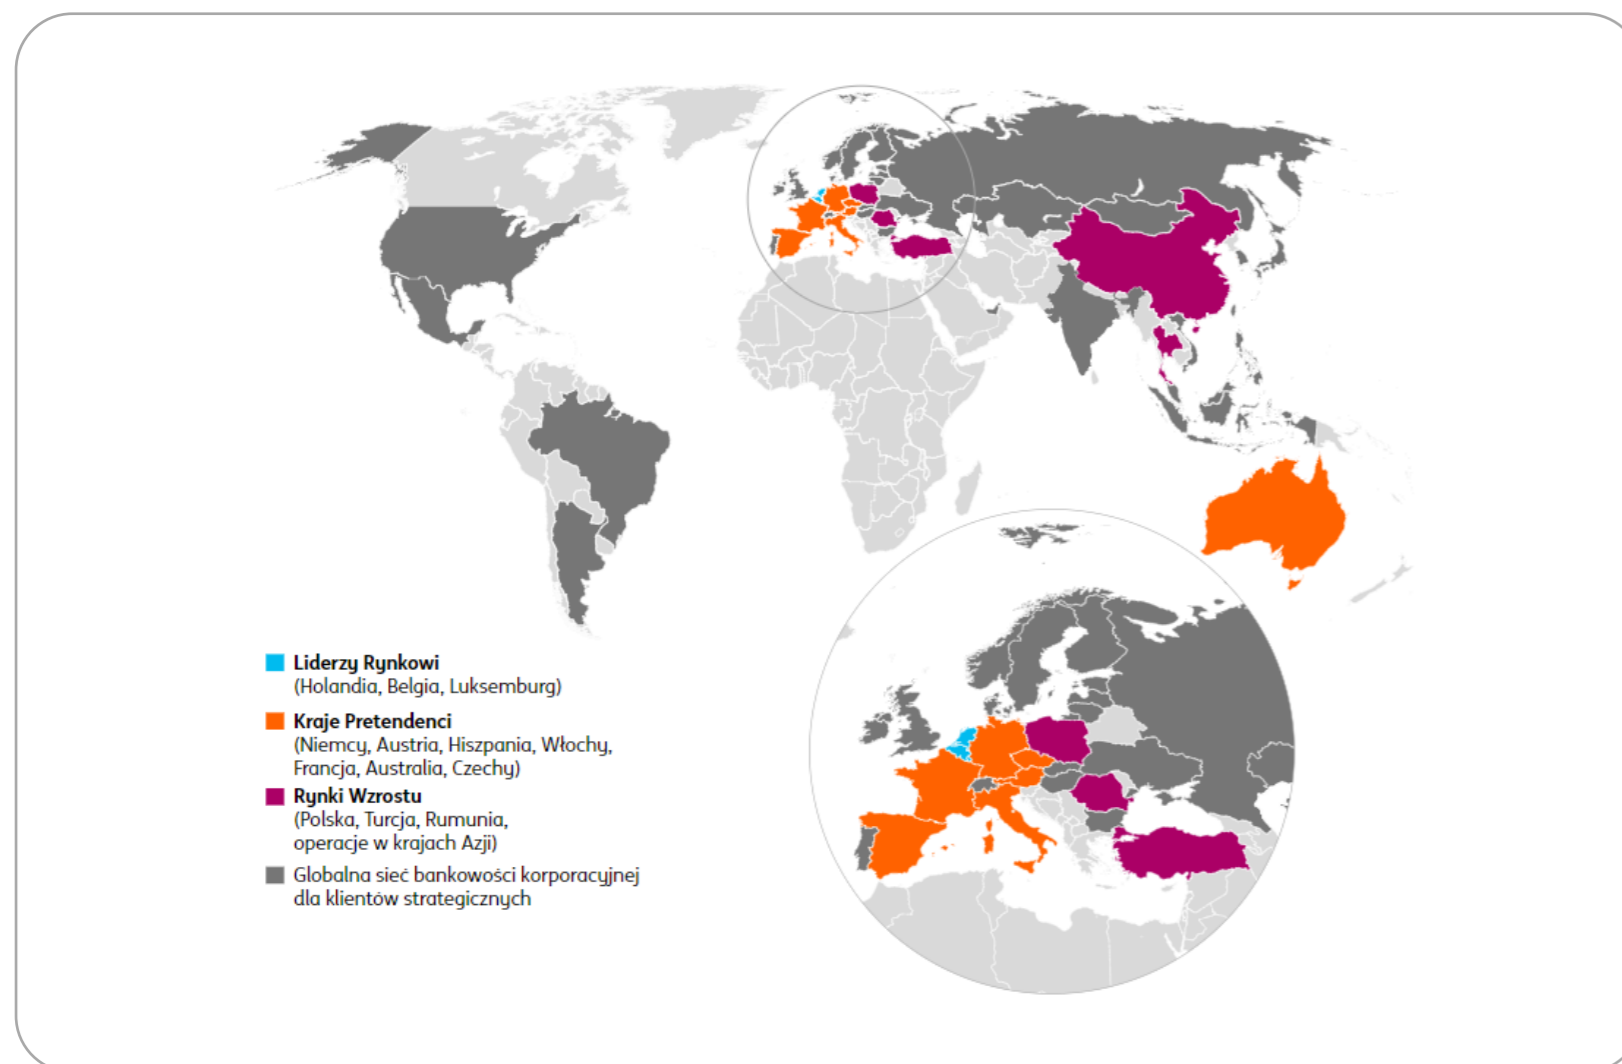 Liderzy Rynkowi
(Holandia, Belgia, Luksemburg)
Kraje Pretendenci
(Niemcy, Austria, Hiszpania, Włochy,
Francja, Australia, Czechy)
Rynki Wzrostu
(Polska, Turcja, Rumunia,
operacje w krajach Azji)
Globalna sieć bankowości korporacyjnej
dla klientów strategicznych